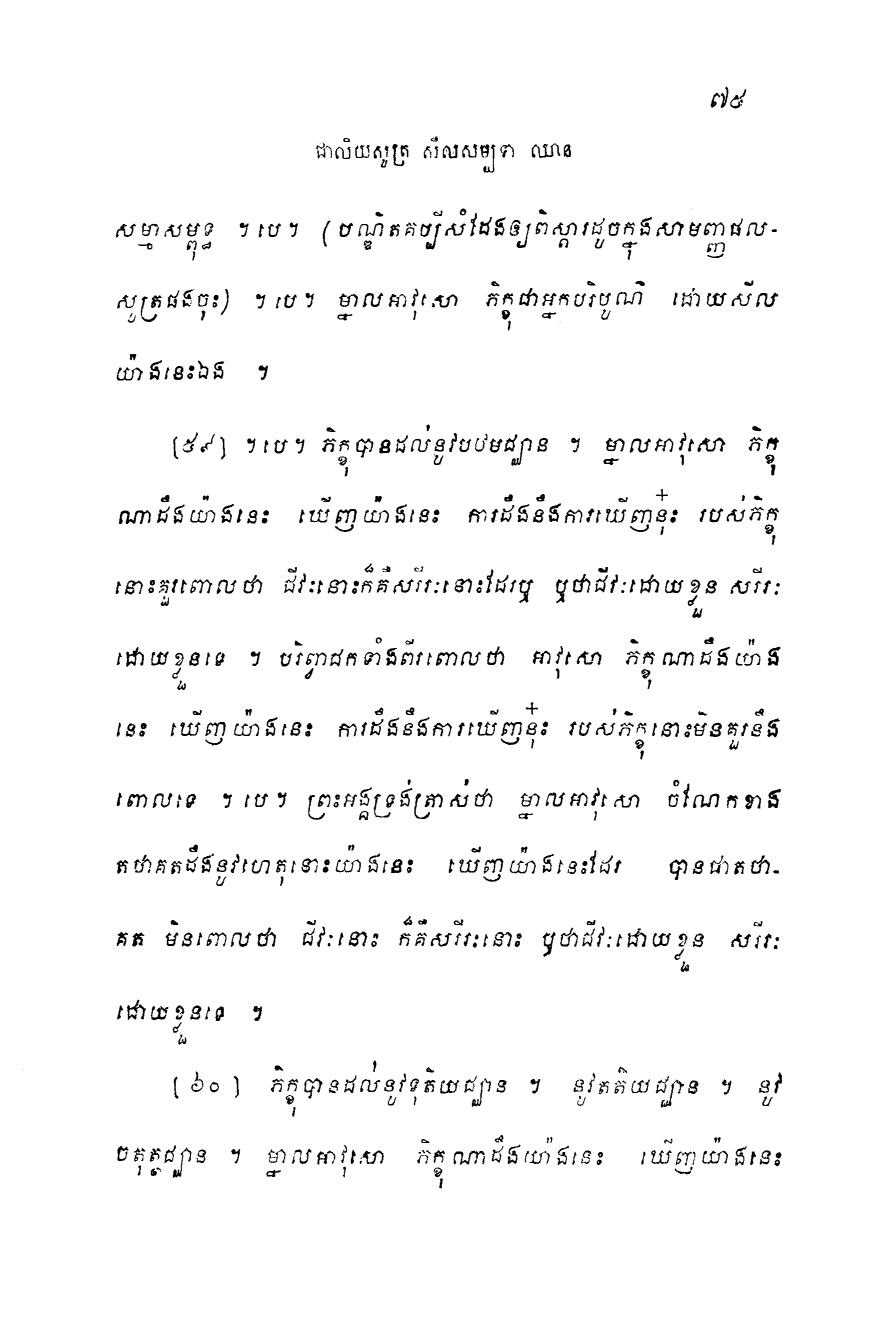 ៧៥
ជាលិយសូត្រ សីលសម្បទា ឈាន
សម្មាសម្ពុទ្ធ ។ បេ។ (បណ្ឌិតគប្បីសំដែងឲ្យពិស្តារដូចក្នុងសាមញ្ញផល-
សូត្រផងចុះ) ។ បេ។ ម្នាលអាវុសោ ភិក្ខុជាអ្នកបរិបូណ៌ ដោយសីល
យ៉ាងនេះឯង ។
[៥៩] ។បេ។ ភិក្ខុបានដល់នូវបឋមជ្ឈាន ។ ម្នាលអាវុសោ ភិក្ខុ
ណាដឹងយ៉ាងនេះ ឃើញយ៉ាងនេះ ការដឹងនឹងការឃើញនុ៎ះ របស់ភិក្ខុ
នោះគួរពោលថា ជីវៈនោះក៏គឺសរីរៈនោះដែរឬ ឬថាជីវៈដោយខ្លួន សរីរៈ
ដោយខ្លួនទេ ។ បរិព្វាជកទាំងពីរពោលថា អាវុសោ ភិក្ខុណាដឹងយ៉ាង
នេះ ឃើញយ៉ាងនេះ ការដឹងនឹងការឃើញនុ៎ះ របស់ភិក្ខុនោះមិនគួរនឹង
ពោលទេ ។ បេ។ ព្រះអង្គទ្រង់ត្រាស់ថា ម្នាលអាវុសោ ចំណែកខាង
តថាគតដឹងនូវហេតុនោះយ៉ាងនេះ ឃើញយ៉ាងនេះដែរ បានជាតថា-
គត មិនពោលថា ជីវៈនោះ ក៏គឺសរីរៈនោះ ឬថាជីវៈដោយខ្លួន សរីរៈ
ដោយខ្លួនទេ ។
[៦០] ភិក្ខុបានដល់នូវទុតិយជ្ឈាន ។ នូវតតិយជ្ឈាន ។ នូវ
ចតុត្ថជ្ឈាន ។ ម្នាលអាវុសោ ភិក្ខុណាដឹងយ៉ាងនេះ ឃើញយ៉ាងនេះ